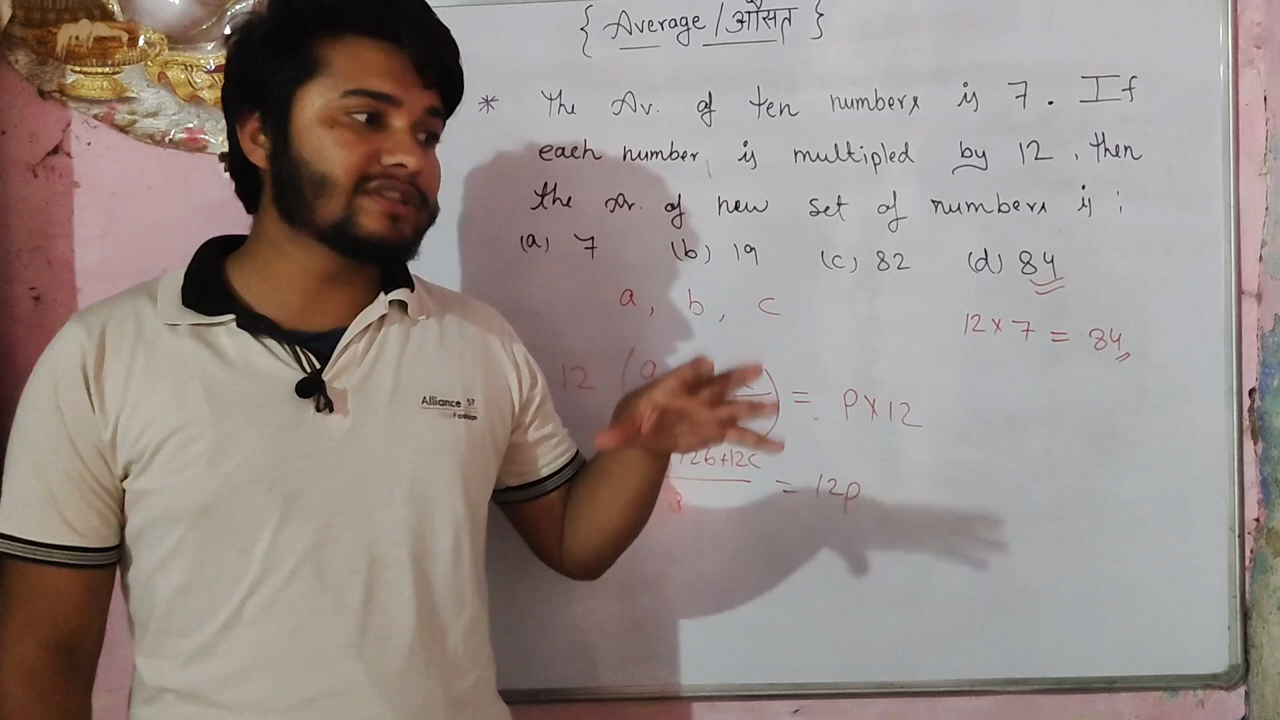 { Average / औसत }
* The Av. of ten numbers is 7. If
each number is multipled by 12, then
the Av. of new set of numbers is :
(a) 7 (b) 19 (c) 82 (d) 84
a, b, c
12 × 7 = 84
12 (a ) = P × 12
12b + 12c
3 = 12p
Alliance 57
Fashion